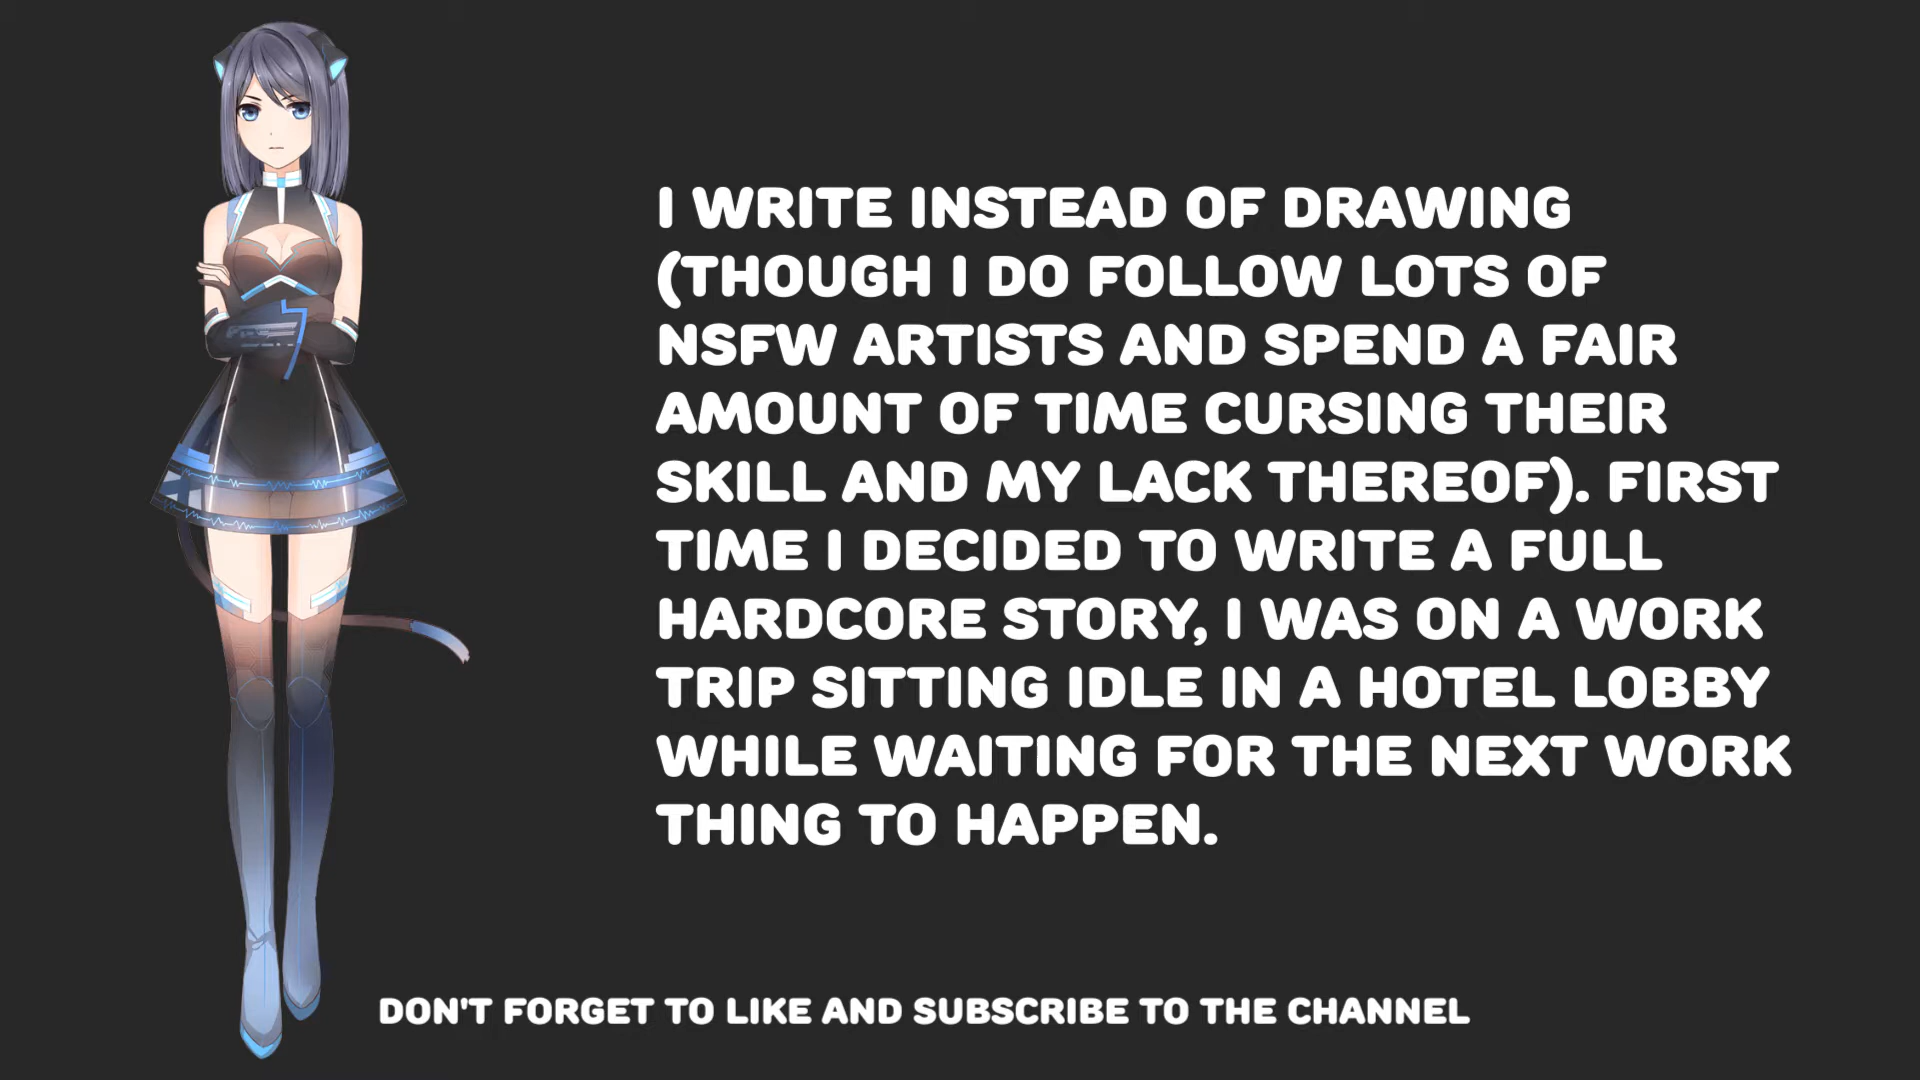 I WRITE INSTEAD OF DRAWING
(THOUGH I DO FOLLOW LOTS OF
NSFW ARTISTS AND SPEND A FAIR
AMOUNT OF TIME CURSING THEIR
SKILL AND MY LACK THEREOF). FIRST
TIME I DECIDED TO WRITE A FULL
HARDCORE STORY, I WAS ON A WORK
TRIP SITTING IDLE IN A HOTEL LOBBY
WHILE WAITING FOR THE NEXT WORK
THING TO HAPPEN.
DON'T FORGET TO LIKE AND SUBSCRIBE TO THE CHANNEL